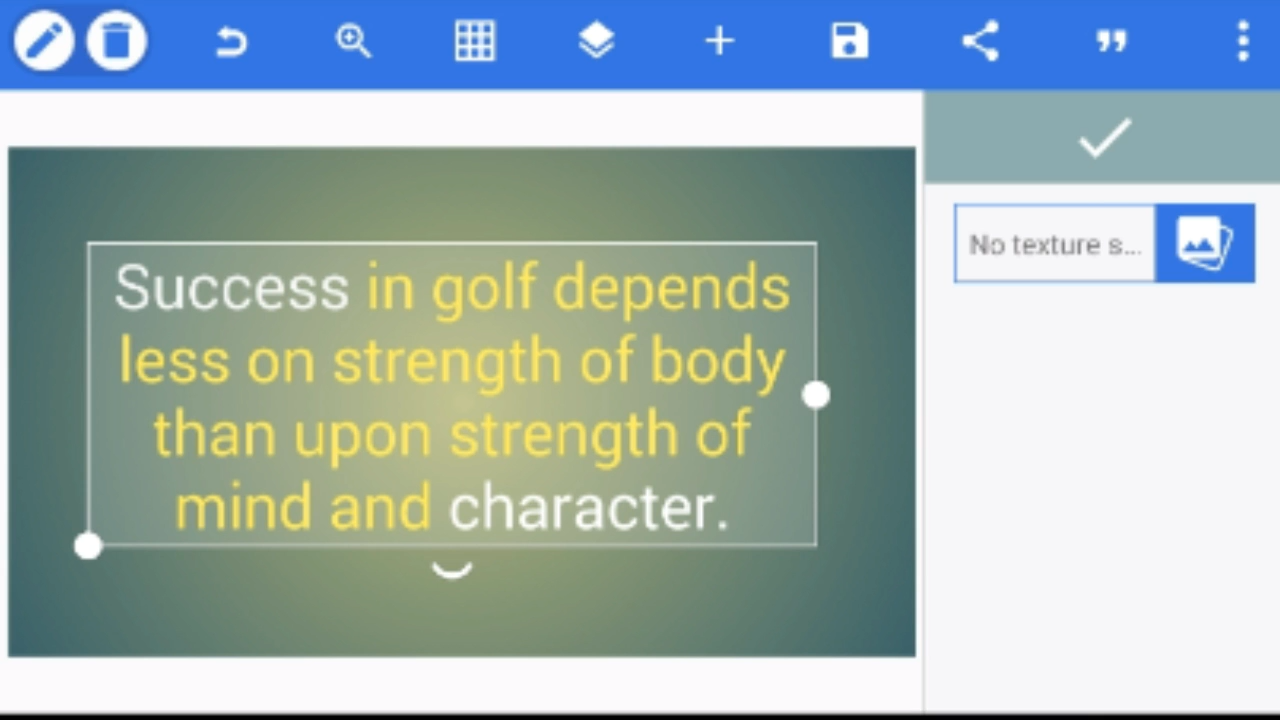 Success in golf depends
less on strength of body
than upon strength of
mind and character.
No texture s...